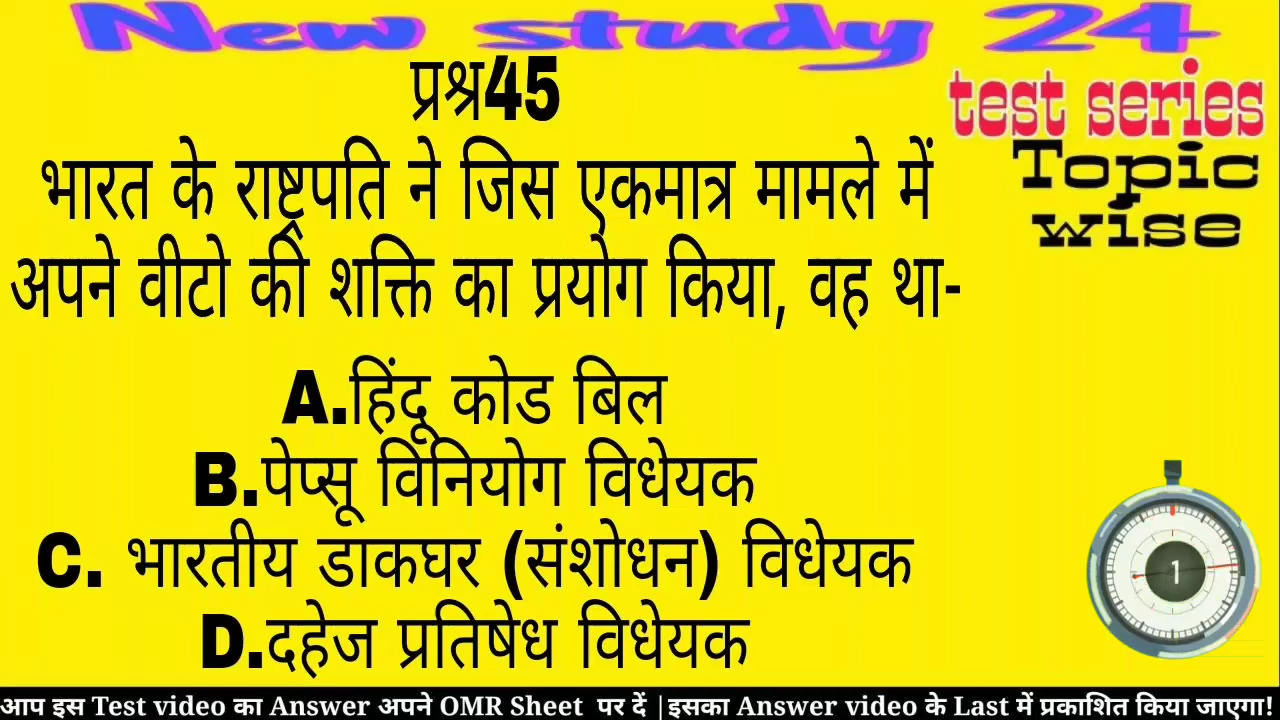 New study 24
test series
Topic
wise
प्रश्न45
भारत के राष्ट्रपति ने जिस एकमात्र मामले में
अपने वीटो की शक्ति का प्रयोग किया, वह था-
A.हिंदू कोड बिल
B.पेप्सू विनियोग विधेयक
C. भारतीय डाकघर (संशोधन) विधेयक
D.दहेज प्रतिषेध विधेयक
1
आप इस Test video का Answer अपने OMR Sheet पर दें |इसका Answer video के Last में प्रकाशित किया जाएगा!